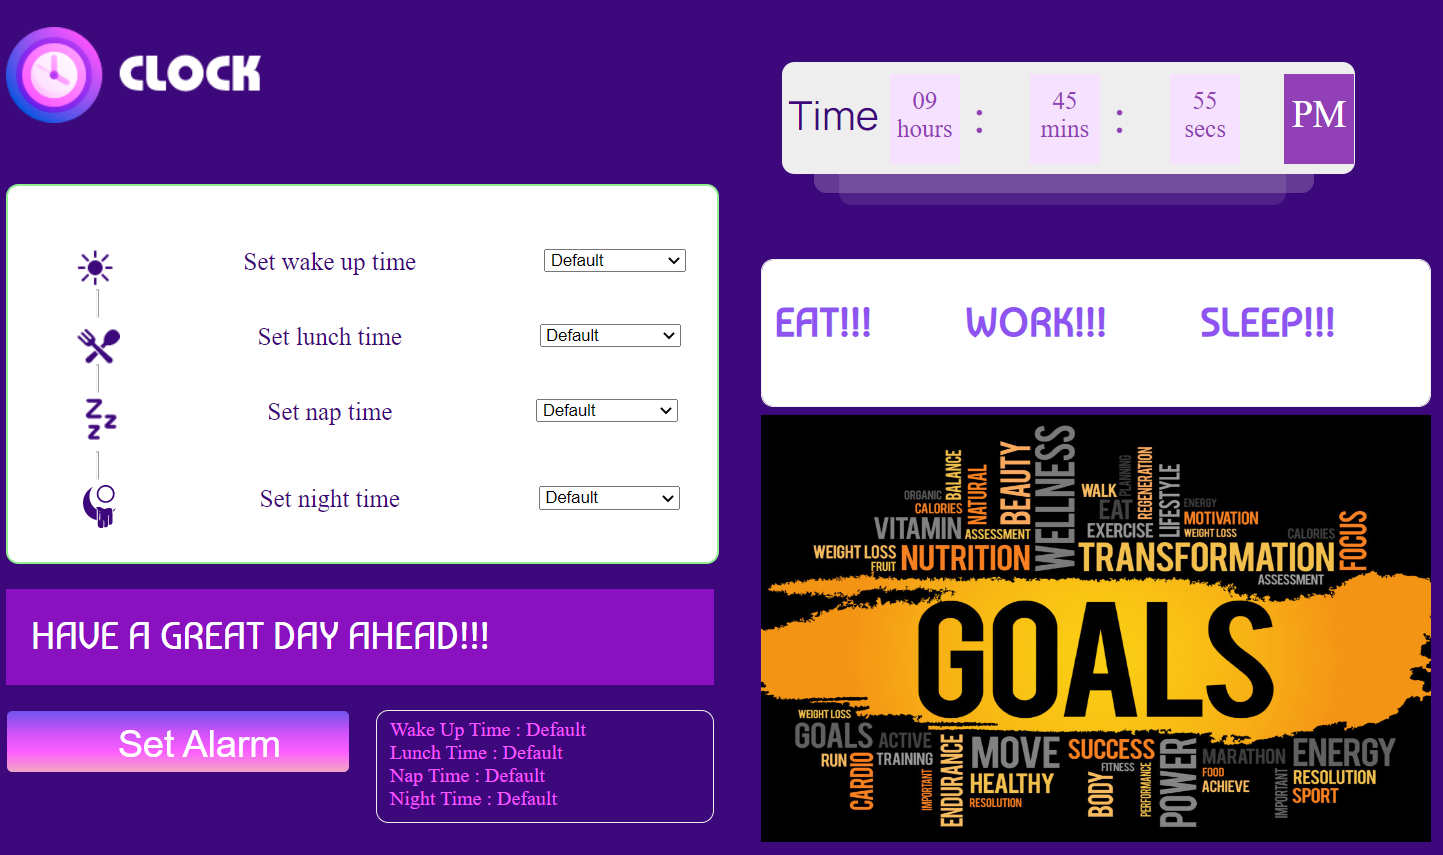 CLOCK
Time
09
hours
:
45
mins
:
55
secs
PM
Set wake up time
Default
Set lunch time
Default
Set nap time
Default
Set night time
Default
HAVE A GREAT DAY AHEAD!!!
Set Alarm
Wake Up Time : Default
Lunch Time : Default
Nap Time : Default
Night Time : Default
EAT!!!
WORK!!!
SLEEP!!!
ORGANIC
BALANCE
NATURAL
BEAUTY
WELLNESS
CALORIES
VITAMIN
ASSESSMENT
WEIGHT LOSS
FRUIT
NUTRITION
WALK
PLANNING
REGENERATION
LIFESTYLE
EAT
EXERCISE
ENERGY
MOTIVATION
WEIGHT LOSS
CALORIES
FOCUS
TRANSFORMATION
ASSESSMENT
GOALS
WEIGHT LOSS
GOALS
ACTIVE
RUN
TRAINING
CARDIO
IMPORTANT
ENDURANCE
MOVE
HEALTHY
RESOLUTION
SUCCESS
FITNESS
BODY
PERFORMANCE
POWER
MARATHON
FOOD
ACHIEVE
IMPORTANT
ENERGY
RESOLUTION
SPORT